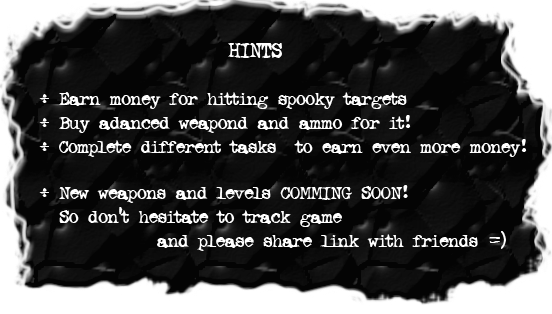 HINTS
+ Earn money for hitting spooky targets
+ Buy adanced weapond and ammo for it!
+ Complete different tasks to earn even more money!
+ New weapons and levels COMMING SOON!
So don't hesitate to track game
and please share link with friends =)